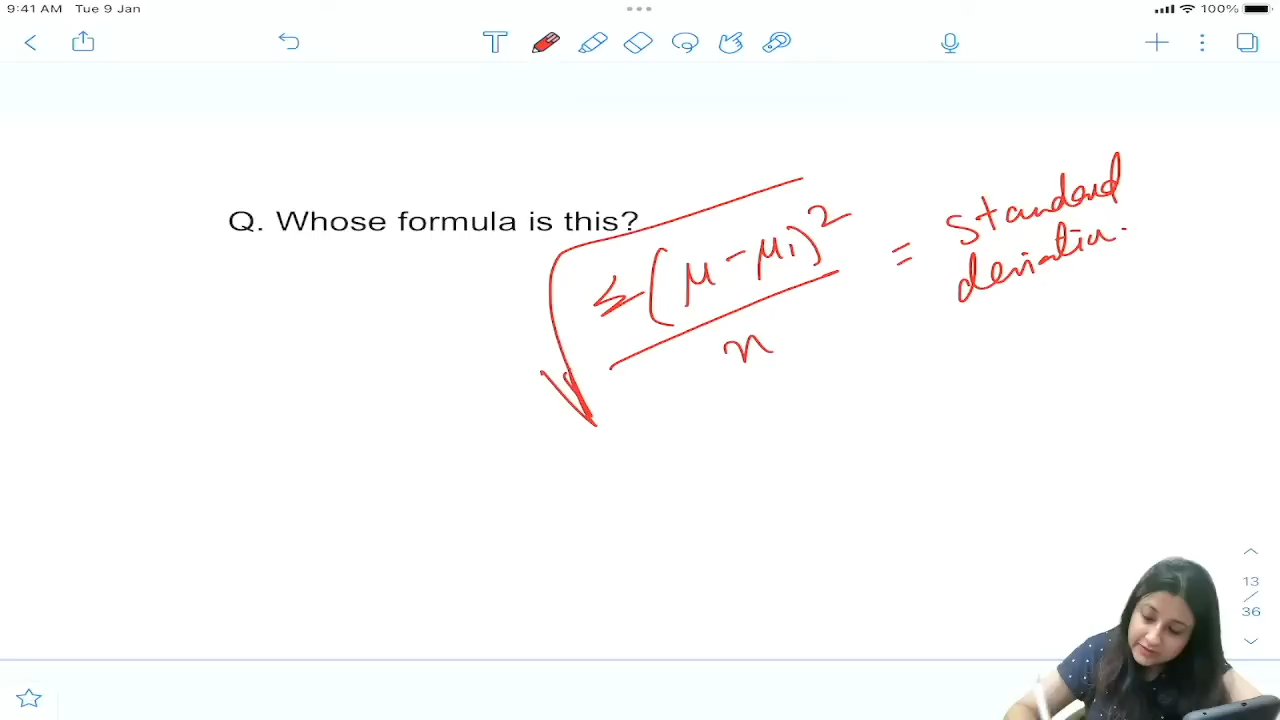 9:41 AM Tue 9 Jan
100%
T
Q. Whose formula is this?
√ Σ(μ - μ1)² / n = Standard
deviation.
13
/
36